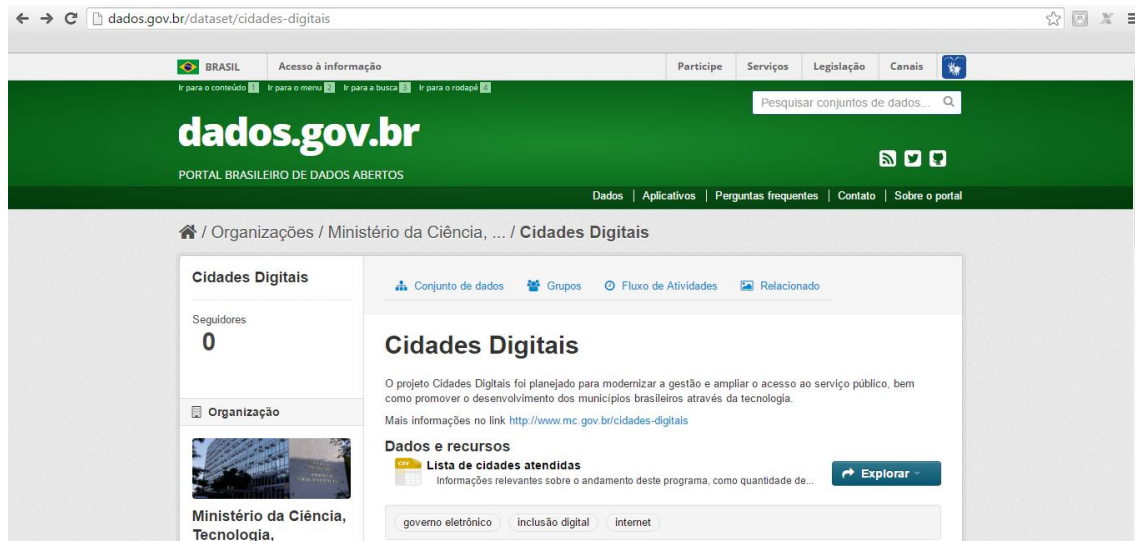 dados.gov.br/dataset/cidades-digitais
BRASIL Acesso à informação Participe Serviços Legislação Canais
Ir para o conteúdo 1 Ir para o menu 2 Ir para a busca 3 Ir para o rodapé 4
Pesquisar conjuntos de dados...
dados.gov.br
PORTAL BRASILEIRO DE DADOS ABERTOS
Dados | Aplicativos | Perguntas frequentes | Contato | Sobre o portal
/ Organizações / Ministério da Ciência, ... / Cidades Digitais
Cidades Digitais
Seguidores
0
Organização
Ministério da Ciência,
Tecnologia,
Conjunto de dados Grupos Fluxo de Atividades Relacionado
Cidades Digitais
O projeto Cidades Digitais foi planejado para modernizar a gestão e ampliar o acesso ao serviço público, bem
como promover o desenvolvimento dos municípios brasileiros através da tecnologia.
Mais informações no link http://www.mc.gov.br/cidades-digitais
Dados e recursos
CSV Lista de cidades atendidas
Informações relevantes sobre o andamento deste programa, como quantidade de...
Explorar
governo eletrônico inclusão digital internet